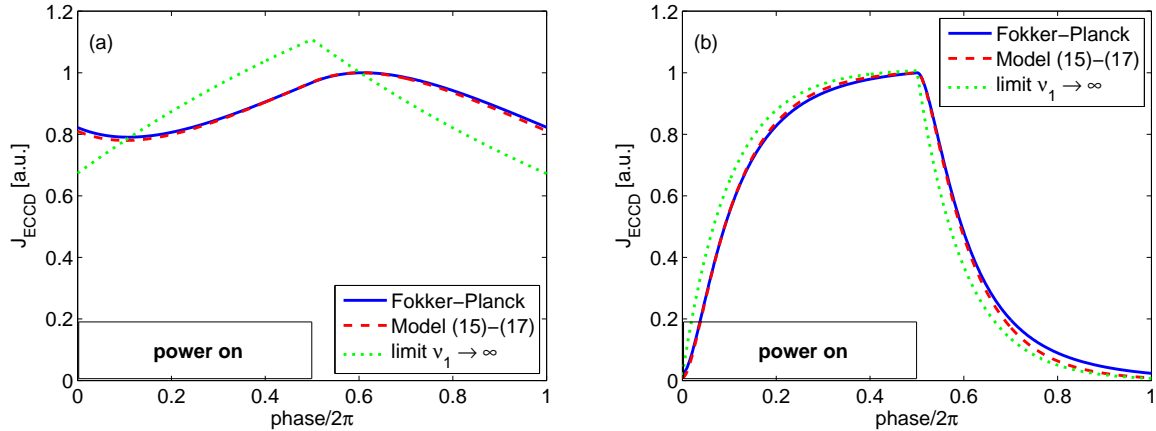 (a)
J_ECCD [a.u.]
1.2
1
0.8
0.6
0.4
0.2
0
Fokker−Planck
Model (15)−(17)
limit ν₁ → ∞
power on
0 0.2 0.4 0.6 0.8 1
phase/2π
(b)
J_ECCD [a.u.]
1.2
1
0.8
0.6
0.4
0.2
0
Fokker−Planck
Model (15)−(17)
limit ν₁ → ∞
power on
0 0.2 0.4 0.6 0.8 1
phase/2π